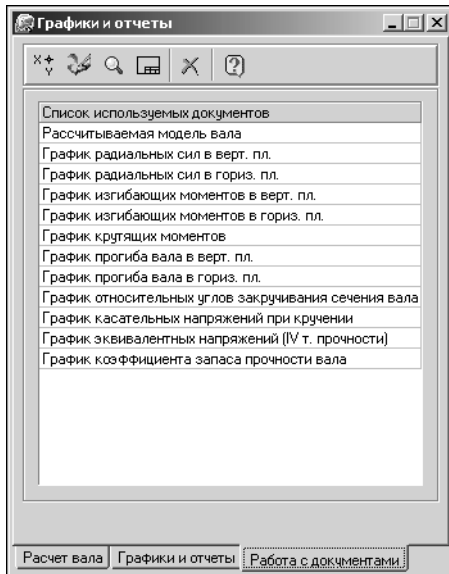 Графики и отчеты
X
Y
?
Список используемых документов
Рассчитываемая модель вала
График радиальных сил в верт. пл.
График радиальных сил в гориз. пл.
График изгибающих моментов в верт. пл.
График изгибающих моментов в гориз. пл.
График крутящих моментов
График прогиба вала в верт. пл.
График прогиба вала в гориз. пл.
График относительных углов закручивания сечения вала
График касательных напряжений при кручении
График эквивалентных напряжений (IV т. прочности)
График коэффициента запаса прочности вала
Расчет вала Графики и отчеты Работа с документами